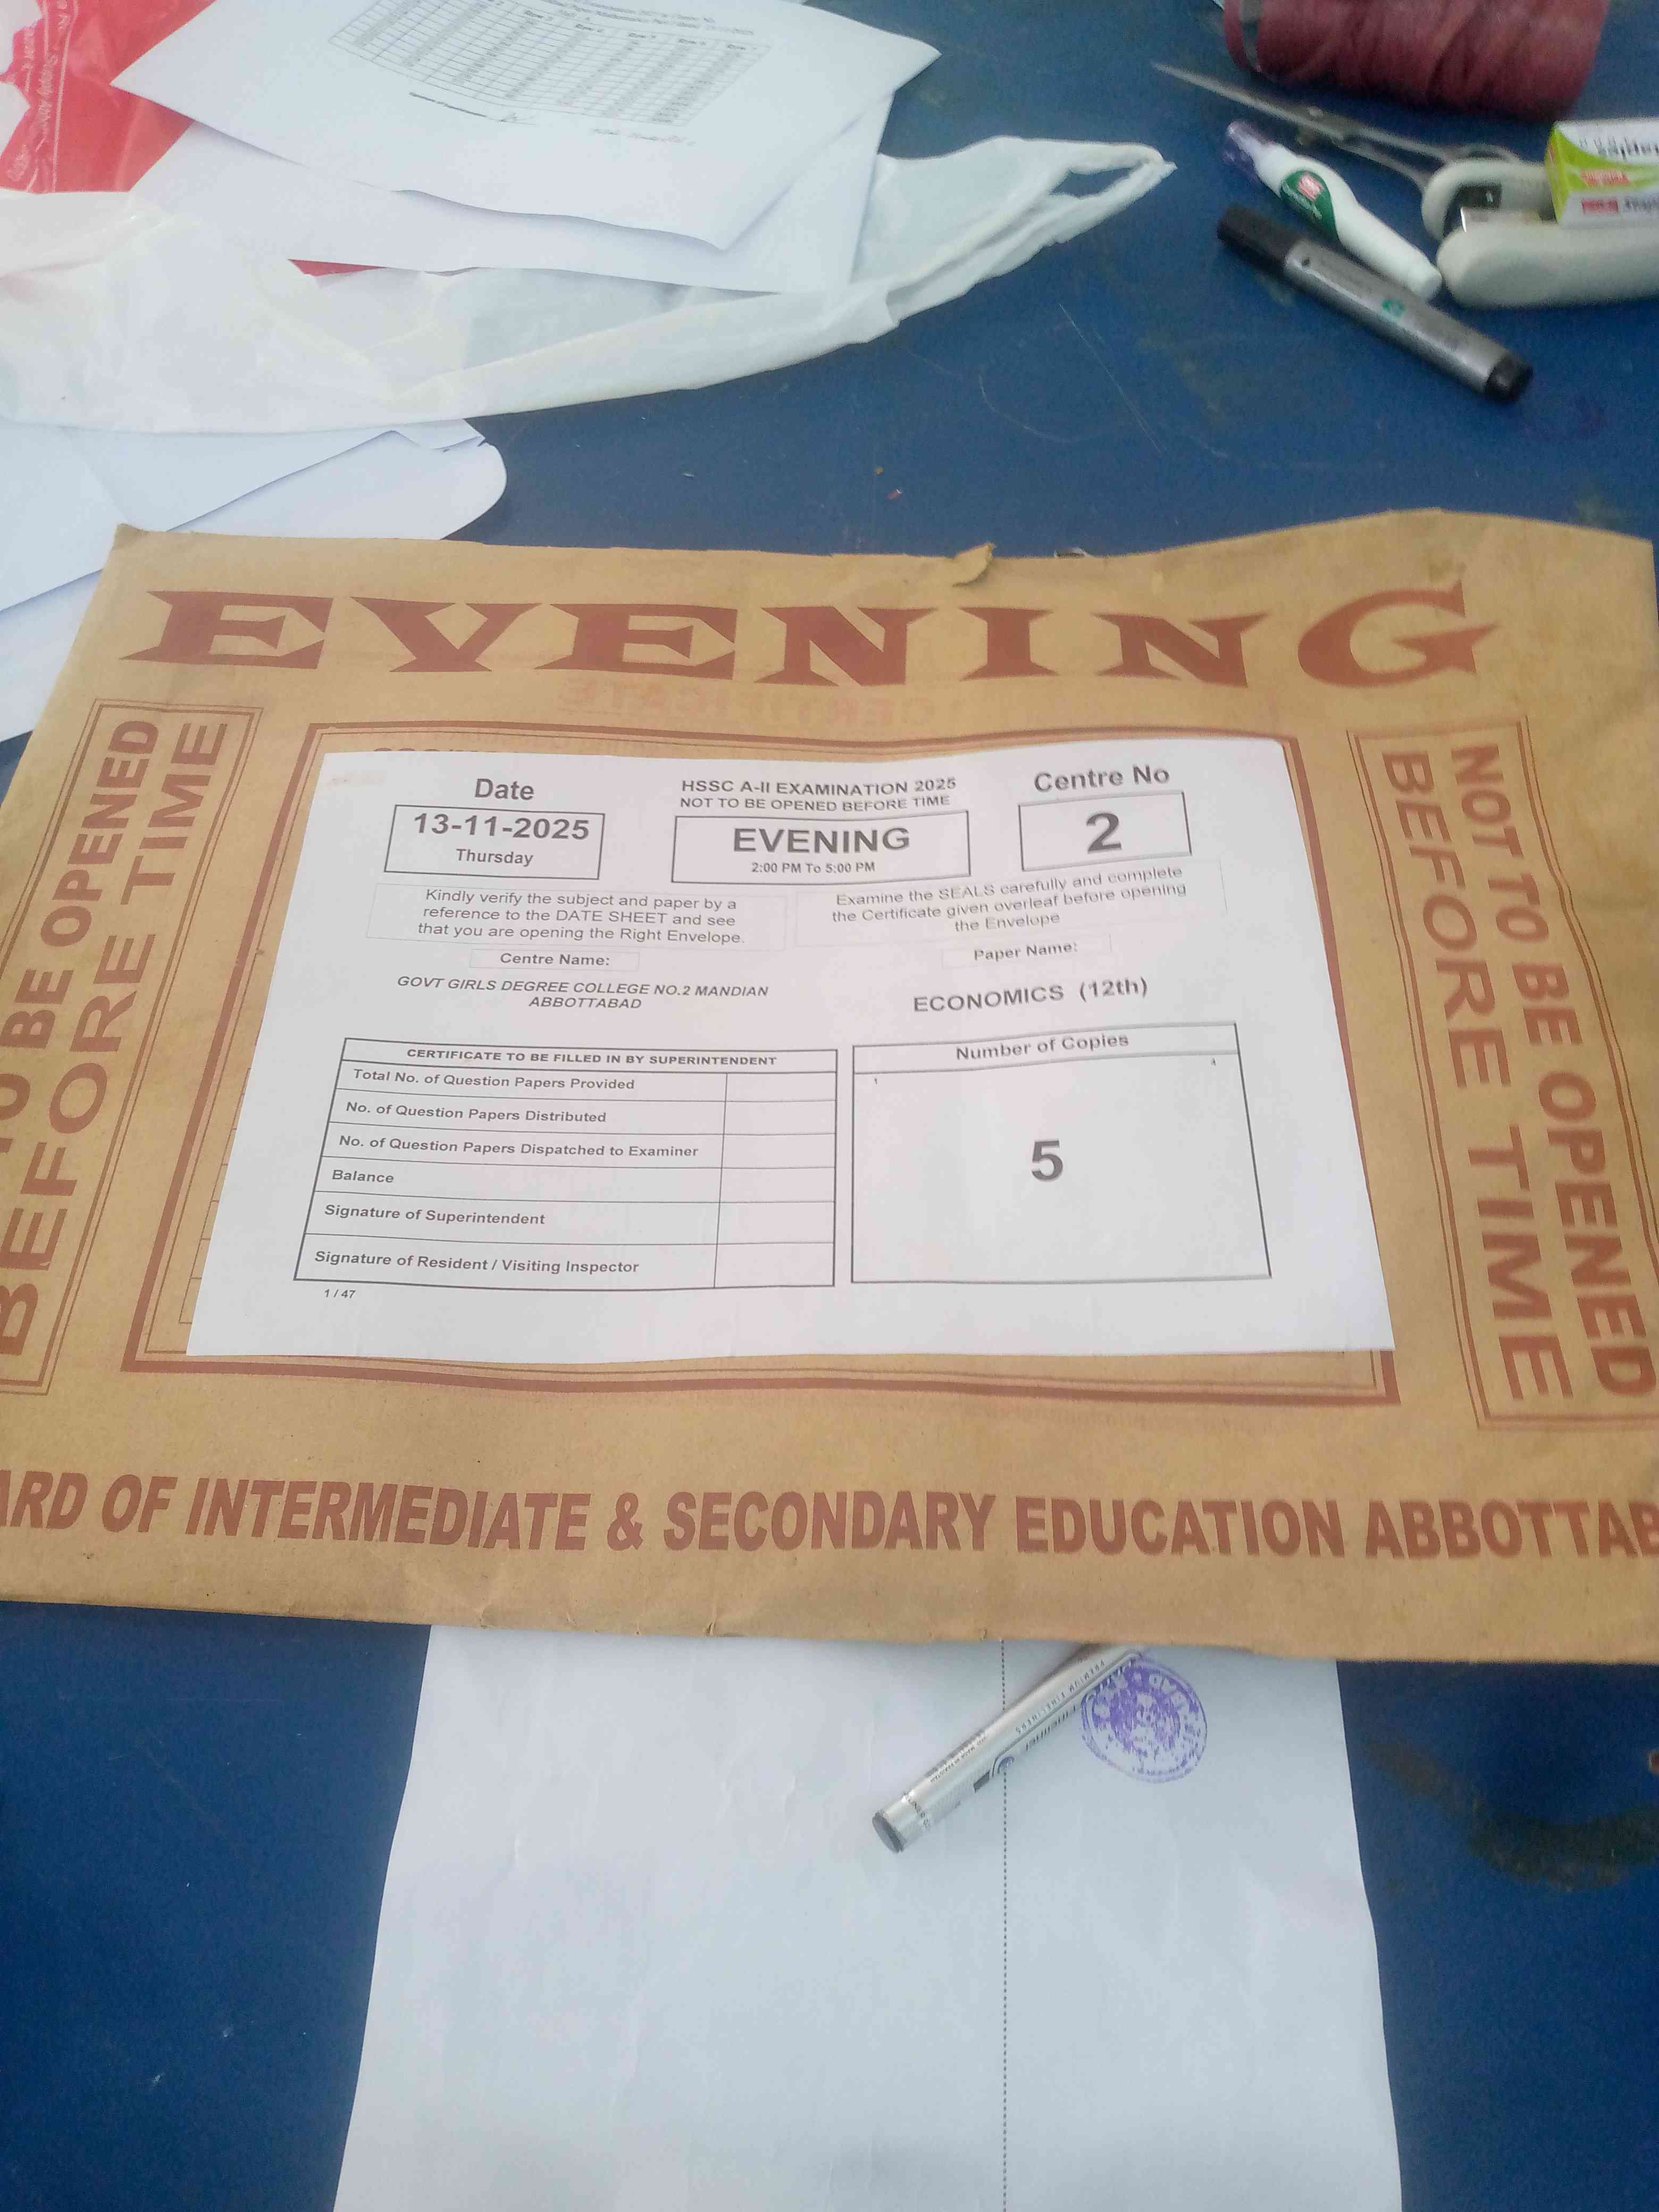 EVENING
NOT TO BE OPENED
BEFORE TIME
Date
13-11-2025
Thursday
HSSC A-II EXAMINATION 2025
NOT TO BE OPENED BEFORE TIME
EVENING
2:00 PM To 5:00 PM
Centre No
2
Kindly verify the subject and paper by a
reference to the DATE SHEET and see
that you are opening the Right Envelope.
Examine the SEALS carefully and complete
the Certificate given overleaf before opening
the Envelope
Centre Name:
GOVT GIRLS DEGREE COLLEGE NO.2 MANDIAN
ABBOTTABAD
Paper Name:
ECONOMICS (12th)
CERTIFICATE TO BE FILLED IN BY SUPERINTENDENT
Total No. of Question Papers Provided
No. of Question Papers Distributed
No. of Question Papers Dispatched to Examiner
Balance
Signature of Superintendent
Signature of Resident / Visiting Inspector
1 / 47
Number of Copies
5
TO BE OPENED
BEFORE TIME
ARD OF INTERMEDIATE & SECONDARY EDUCATION ABBOTTAB
PREMIUM FINELINERS